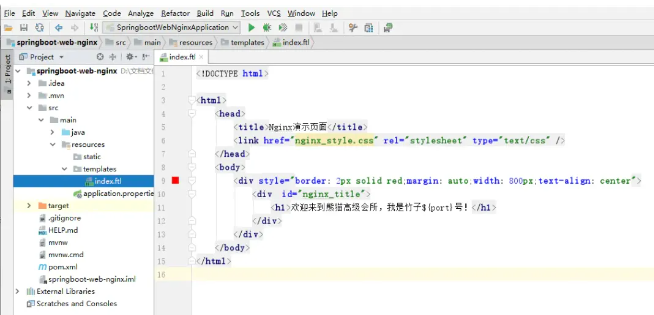 File Edit View Navigate Code Analyze Refactor Build Run Tools VCS Window Help
SpringbootWebNginxApplication
springboot-web-nginx src main resources templates index.ftl
1: Project
Project
index.ftl
springboot-web-nginx
.idea
.mvn
src
main
java
resources
static
templates
index.ftl
application.propertie
target
.gitignore
HELP.md
mvnw
mvnw.cmd
pom.xml
springboot-web-nginx.iml
External Libraries
Scratches and Consoles
1 <!DOCTYPE html>
2
3 <html>
4 <head>
5 <title>Nginx演示页面</title>
6 <link href="nginx_style.css" rel="stylesheet" type="text/css" />
7 </head>
8 <body>
9 <div style="border: 2px solid red;margin: auto;width: 800px;text-align: center">
10 <div id="nginx_title">
11 <h1>欢迎来到熊猫高级会所，我是竹子${port}号！</h1>
12 </div>
13 </div>
14 </body>
15 </html>
16